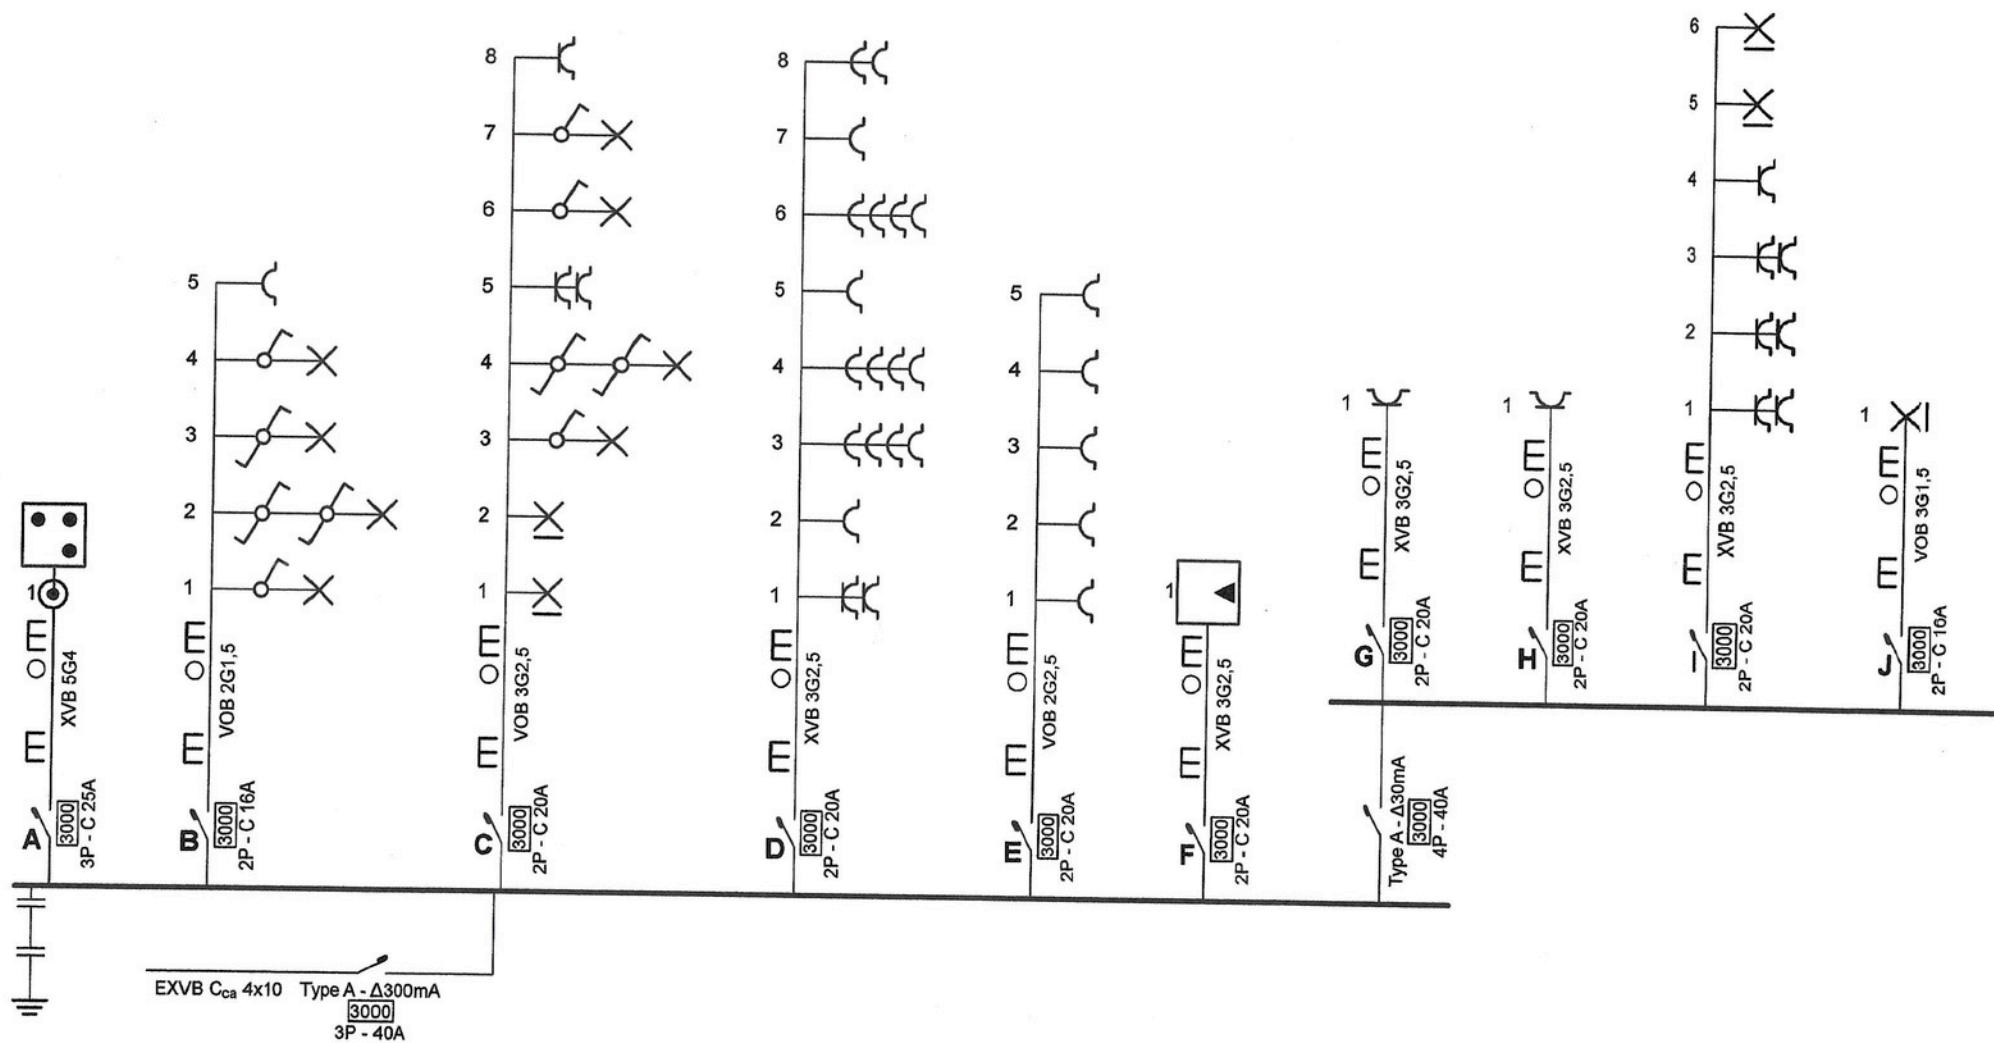 8
7
6
5
4
3
2
1
8
7
6
5
4
3
2
1
6
5
4
3
2
1
5
4
3
2
1
5
4
3
2
1
1
1
1
1
1
XVB 5G4
VOB 2G1,5
VOB 3G2,5
XVB 3G2,5
VOB 2G2,5
XVB 3G2,5
XVB 3G2,5
XVB 3G2,5
XVB 3G2,5
VOB 3G1,5
A
3000
3P - C 25A
B
3000
2P - C 16A
C
3000
2P - C 20A
D
3000
2P - C 20A
E
3000
2P - C 20A
F
3000
2P - C 20A
G
3000
2P - C 20A
H
3000
2P - C 20A
I
3000
2P - C 20A
J
3000
2P - C 16A
Type A - Δ30mA
3000
4P - 40A
EXVB Cca 4x10
Type A - Δ300mA
3000
3P - 40A